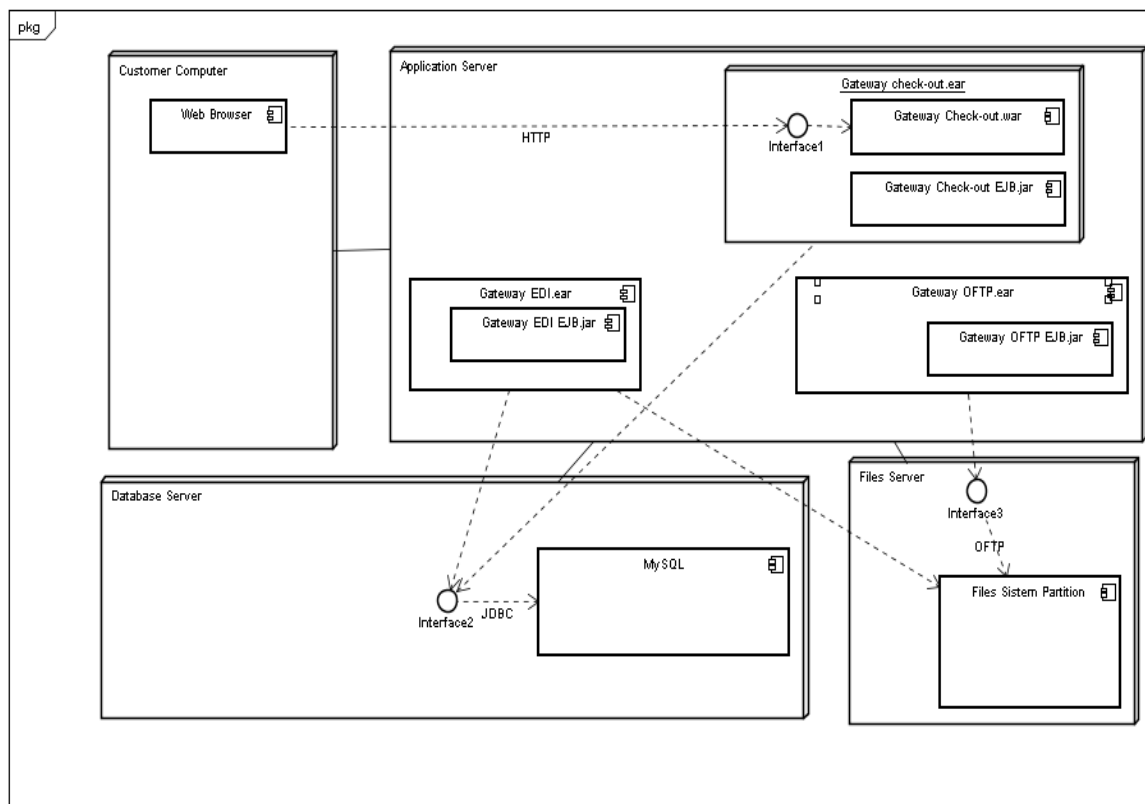 pkg
Customer Computer
Web Browser
HTTP
Application Server
Gateway check-out.ear
Interface1
Gateway Check-out.war
Gateway Check-out EJB.jar
Gateway EDI.ear
Gateway EDI EJB.jar
Gateway OFTP.ear
Gateway OFTP EJB.jar
Database Server
Interface2
JDBC
MySQL
Files Server
Interface3
OFTP
Files Sistem Partition